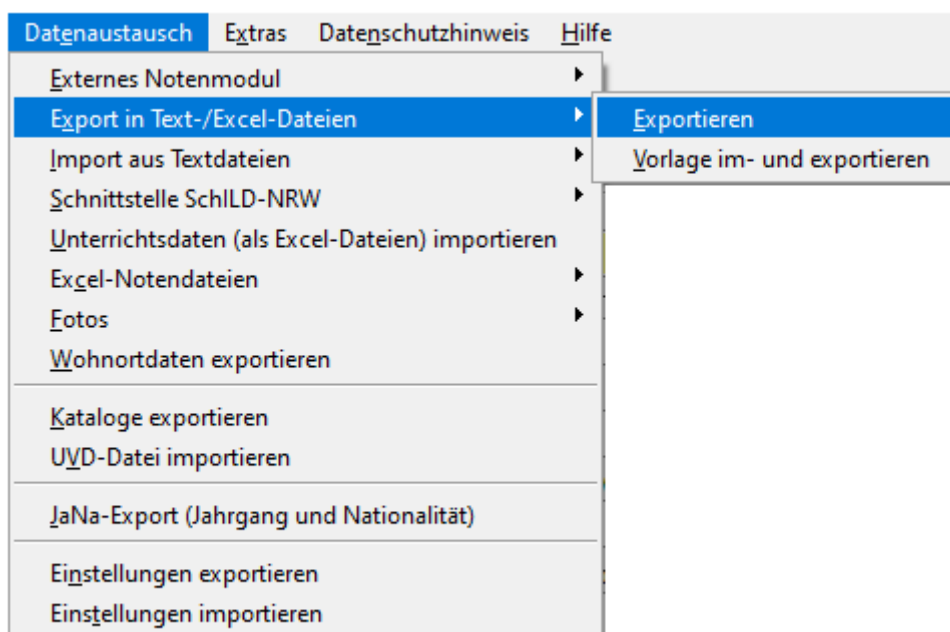 Datenaustausch Extras Datenschutzhinweis Hilfe
Externes Notenmodul
Export in Text-/Excel-Dateien
Exportieren
Import aus Textdateien
Vorlage im- und exportieren
Schnittstelle SchILD-NRW
Unterrichtsdaten (als Excel-Dateien) importieren
Excel-Notendateien
Fotos
Wohnortdaten exportieren
Kataloge exportieren
UVD-Datei importieren
JaNa-Export (Jahrgang und Nationalität)
Einstellungen exportieren
Einstellungen importieren